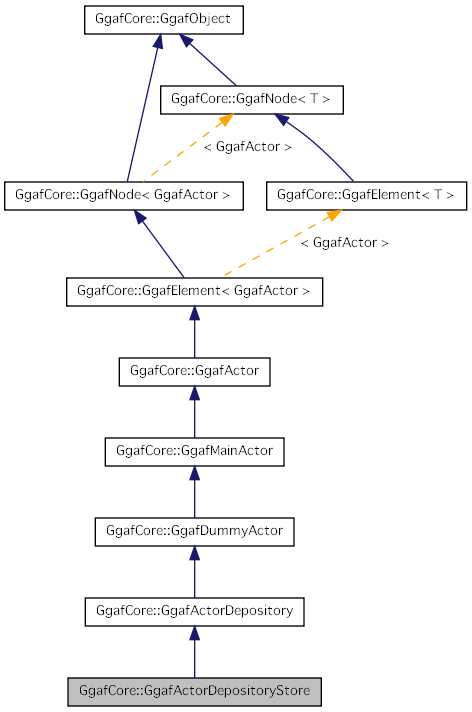 GgafCore::GgafObject
GgafCore::GgafNode< T >
< GgafActor >
GgafCore::GgafNode< GgafActor >
GgafCore::GgafElement< T >
< GgafActor >
GgafCore::GgafElement< GgafActor >
GgafCore::GgafActor
GgafCore::GgafMainActor
GgafCore::GgafDummyActor
GgafCore::GgafActorDepository
GgafCore::GgafActorDepositoryStore